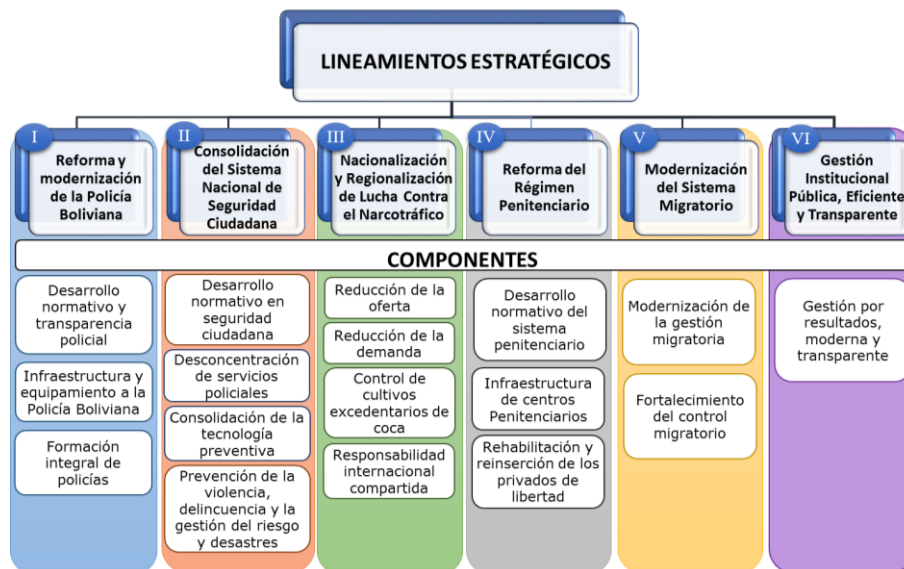 LINEAMIENTOS ESTRATÉGICOS
I
Reforma y
modernización
de la Policía
Boliviana
II
Consolidación
del Sistema
Nacional de
Seguridad
Ciudadana
III
Nacionalización
y Regionalización
de Lucha Contra
el Narcotráfico
IV
Reforma del
Régimen
Penitenciario
V
Modernización
del Sistema
Migratorio
VI
Gestión
Institucional
Pública, Eficiente
y Transparente
COMPONENTES
Desarrollo
normativo y
transparencia
policial
Infraestructura y
equipamiento a la
Policía Boliviana
Formación
integral de
policías
Desarrollo
normativo en
seguridad
ciudadana
Desconcentración
de servicios
policiales
Consolidación de la
tecnología
preventiva
Prevención de la
violencia,
delincuencia y la
gestión del riesgo
y desastres
Reducción de la
oferta
Reducción de la
demanda
Control de
cultivos
excedentarios de
coca
Responsabilidad
internacional
compartida
Desarrollo
normativo del
sistema
penitenciario
Infraestructura
de centros
Penitenciarios
Rehabilitación y
reinserción de los
privados de
libertad
Modernización de
la gestión
migratoria
Fortalecimiento
del control
migratorio
Gestión por
resultados,
moderna y
transparente